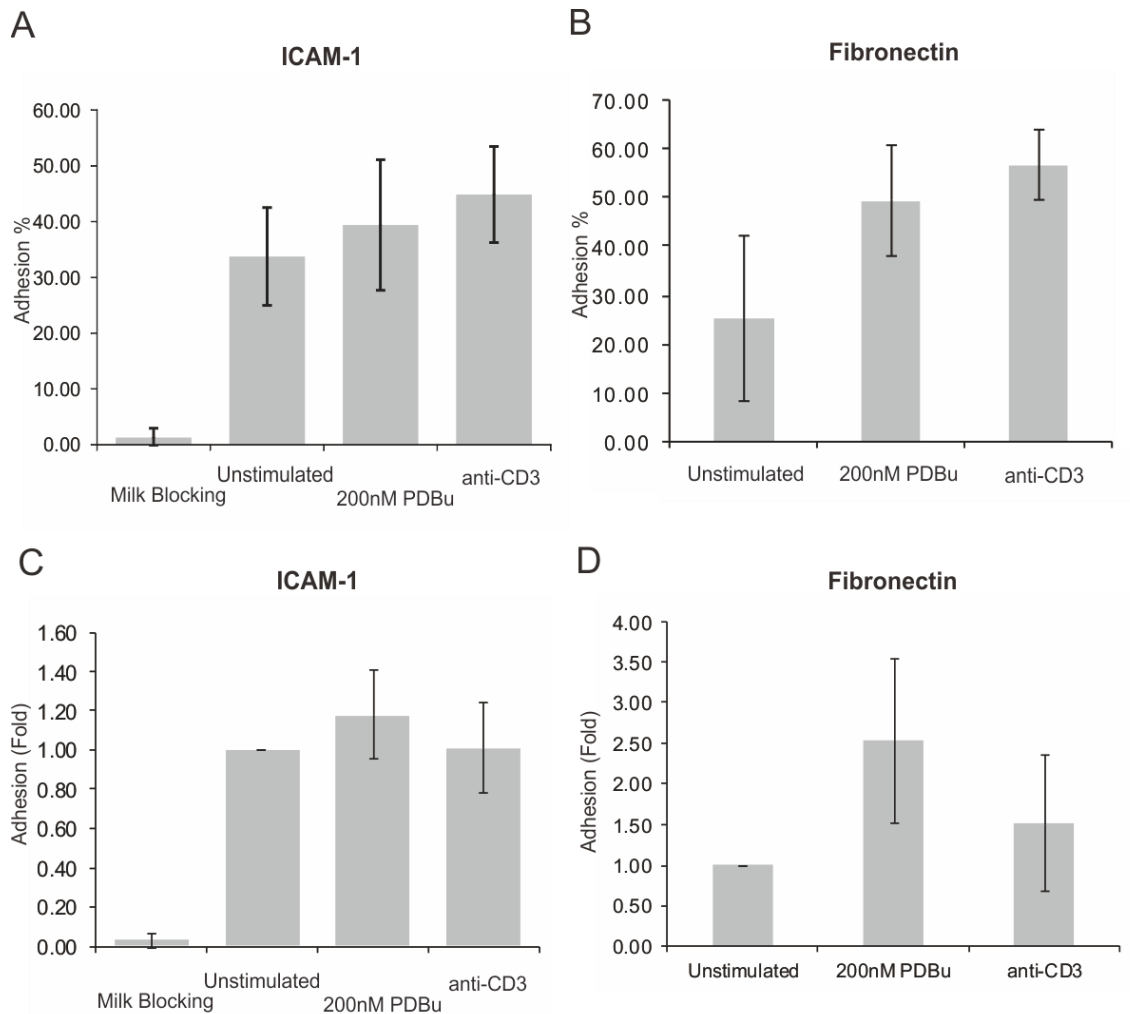 A
ICAM-1
60.00
50.00
40.00
30.00
20.00
10.00
0.00
Adhesion %
Milk Blocking
Unstimulated
200nM PDBu
anti-CD3
B
Fibronectin
70.00
60.00
50.00
40.00
30.00
20.00
10.00
0.00
Adhesion %
Unstimulated
200nM PDBu
anti-CD3
C
ICAM-1
1.60
1.40
1.20
1.00
0.80
0.60
0.40
0.20
0.00
Adhesion (Fold)
Milk Blocking
Unstimulated
200nM PDBu
anti-CD3
D
Fibronectin
4.00
3.50
3.00
2.50
2.00
1.50
1.00
0.50
0.00
Adhesion (Fold)
Unstimulated
200nM PDBu
anti-CD3